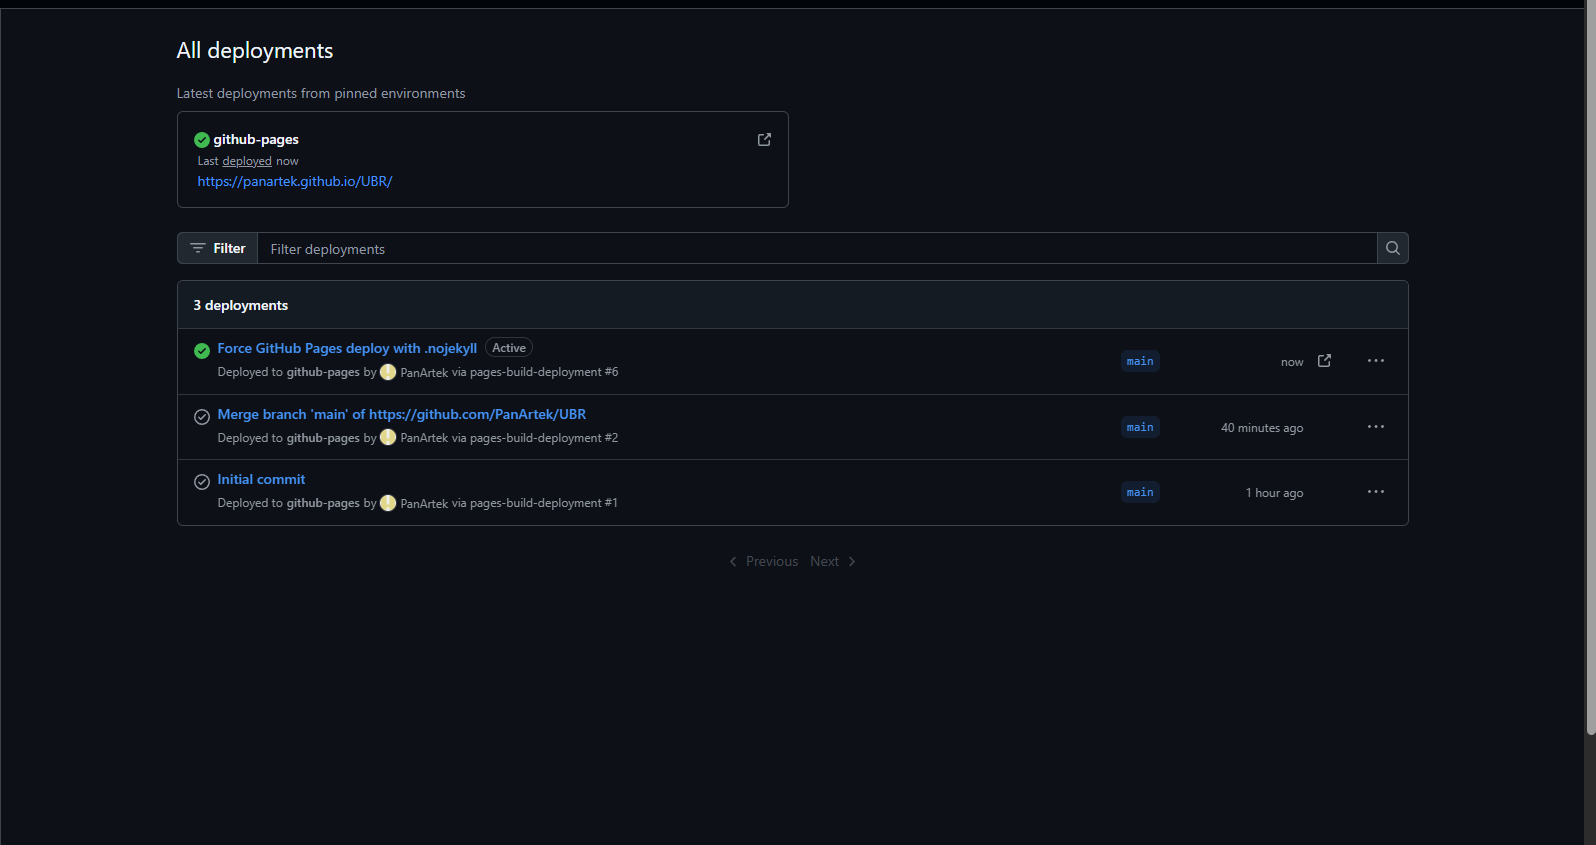 All deployments
Latest deployments from pinned environments
github-pages
Last deployed now
https://panartek.github.io/UBR/
Filter
Filter deployments
3 deployments
Force GitHub Pages deploy with .nojekyll Active
Deployed to github-pages by PanArtek via pages-build-deployment #6
main
now
Merge branch 'main' of https://github.com/PanArtek/UBR
Deployed to github-pages by PanArtek via pages-build-deployment #2
main
40 minutes ago
Initial commit
Deployed to github-pages by PanArtek via pages-build-deployment #1
main
1 hour ago
Previous Next